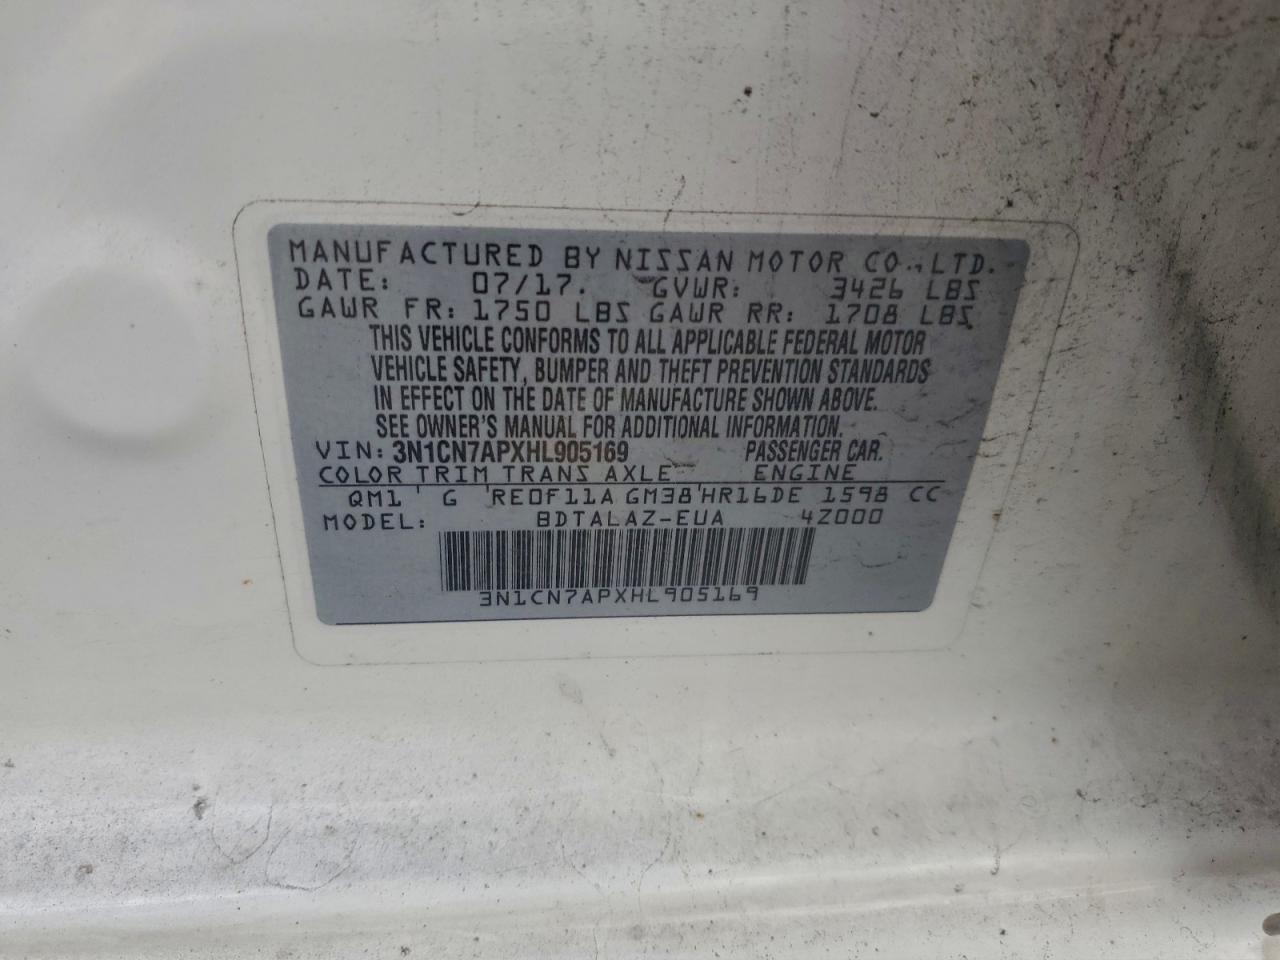 MANUFACTURED BY NISSAN MOTOR CO., LTD.
DATE: 07/17. GVWR: 3426 LBS
GAWR FR: 1750 LBS GAWR RR: 1708 LBS
THIS VEHICLE CONFORMS TO ALL APPLICABLE FEDERAL MOTOR
VEHICLE SAFETY, BUMPER AND THEFT PREVENTION STANDARDS
IN EFFECT ON THE DATE OF MANUFACTURE SHOWN ABOVE.
SEE OWNER'S MANUAL FOR ADDITIONAL INFORMATION.
VIN: 3N1CN7APXHL905169 PASSENGER CAR.
COLOR TRIM TRANS AXLE ENGINE
QM1 ' G 'RE0F11A GM38'HR16DE 1598 CC
MODEL: BDTALAZ-EUA 4Z000
3N1CN7APXHL905169